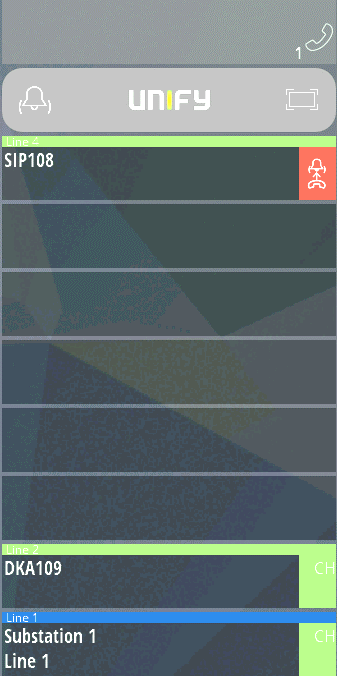 1
UNIFY
Line 4
SIP108
Line 2
DKA109
CH
Line 1
Substation 1
CH
Line 1